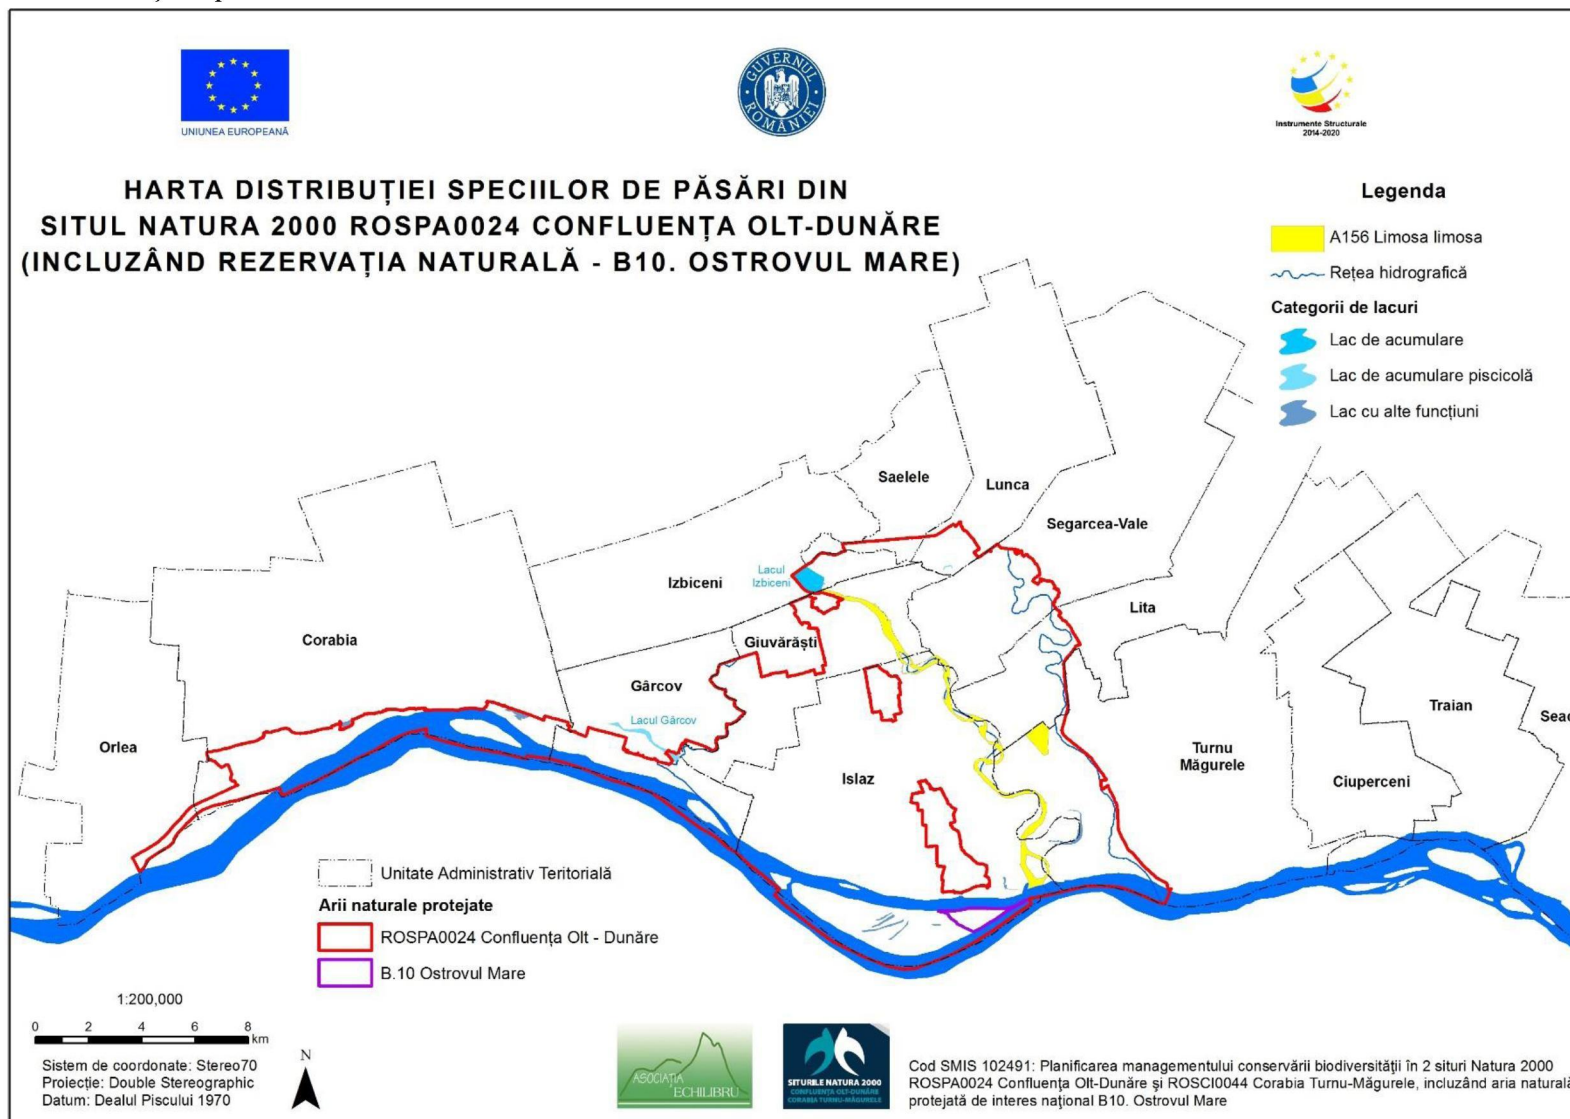 UNIUNEA EUROPEANĂ
GUVERNUL ROMÂNIEI
Instrumente Structurale
2014-2020
HARTA DISTRIBUȚIEI SPECIILOR DE PĂSĂRI DIN
SITUL NATURA 2000 ROSPA0024 CONFLUENȚA OLT-DUNĂRE
(INCLUZÂND REZERVAȚIA NATURALĂ - B10. OSTROVUL MARE)
Legenda
A156 Limosa limosa
Rețea hidrografică
Categorii de lacuri
Lac de acumulare
Lac de acumulare piscicolă
Lac cu alte funcțiuni
Saelele
Lunca
Segarcea-Vale
Izbiceni
Lacul
Izbiceni
Lita
Corabia
Giuvărăști
Gârcov
Lacul Gârcov
Orlea
Islaz
Turnu
Măgurele
Traian
Seac
Ciuperceni
Unitate Administrativ Teritorială
Arii naturale protejate
ROSPA0024 Confluența Olt - Dunăre
B.10 Ostrovul Mare
1:200,000
0 2 4 6 8
km
N
Sistem de coordonate: Stereo70
Proiecție: Double Stereographic
Datum: Dealul Piscului 1970
ASOCIAȚIA
ECHILIBRU
SITURILE NATURA 2000
CONFLUENȚA OLT-DUNĂRE
CORABIA TURNU-MĂGURELE
Cod SMIS 102491: Planificarea managementului conservării biodiversității în 2 situri Natura 2000
ROSPA0024 Confluența Olt-Dunăre și ROSCI0044 Corabia Turnu-Măgurele, incluzând aria naturală
protejată de interes național B10. Ostrovul Mare